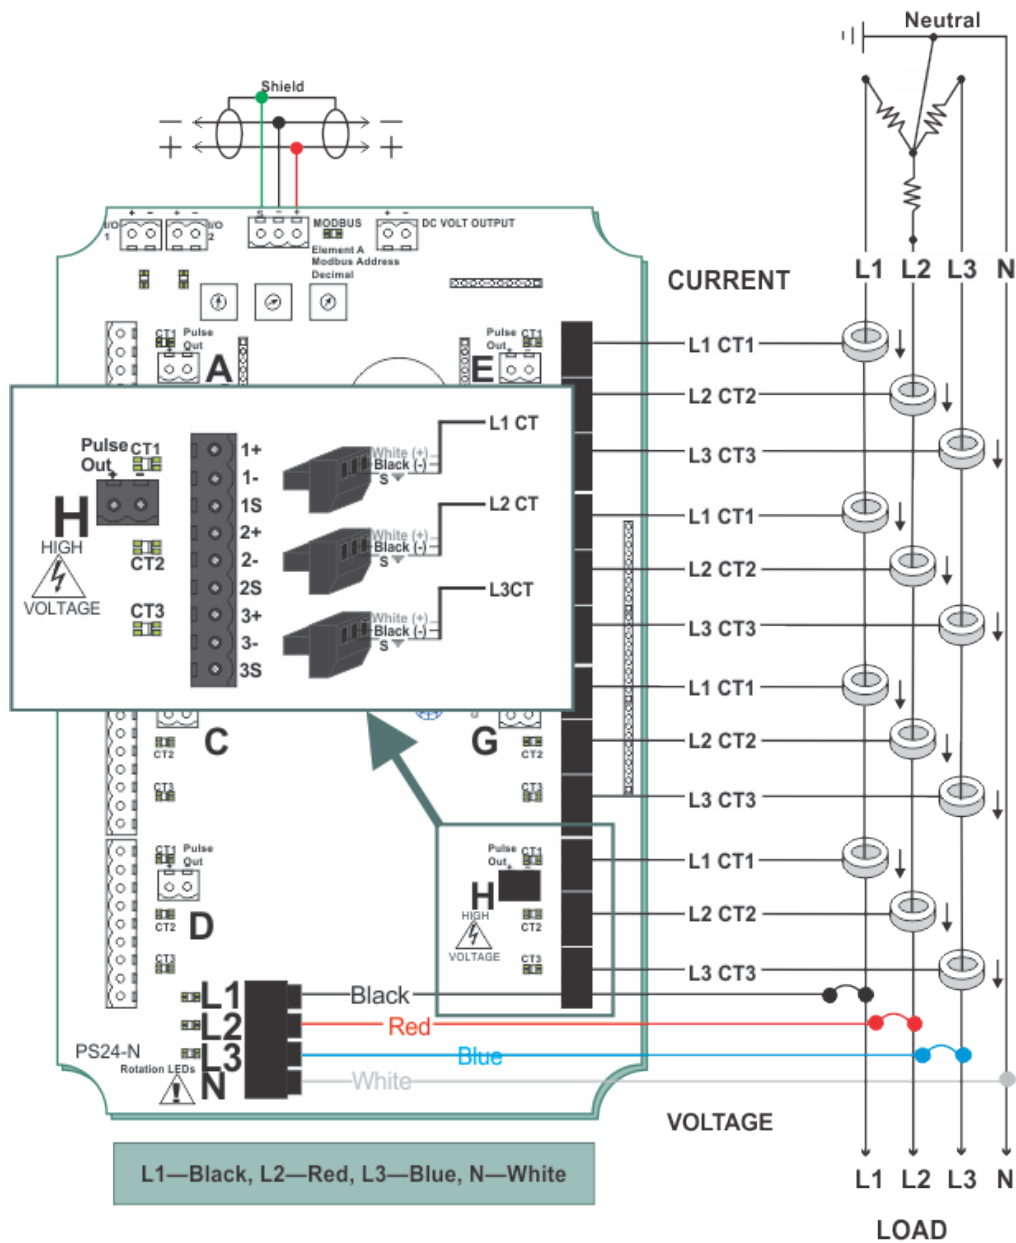 Neutral
Shield
− −
+ +
+ − + − S − + + −
I/O 1
I/O 2
MODBUS
DC VOLT OUTPUT
Element A
Modbus Address
Decimal
L1 L2 L3 N
CURRENT
CT1 Pulse Out
A
Pulse Out CT1
E
L1 CT1
L2 CT2
L3 CT3
L1 CT1
L2 CT2
L3 CT3
L1 CT1
L2 CT2
L3 CT3
L1 CT1
L2 CT2
L3 CT3
Pulse Out CT1
+ −
H
HIGH
VOLTAGE
CT2
CT3
1+
1-
1S
2+
2-
2S
3+
3-
3S
L1 CT
White (+)
Black (-)
S
L2 CT
White (+)
Black (-)
S
L3CT
White (+)
Black (-)
S
C
CT2
CT3
G
CT2
CT3
CT1 Pulse Out
CT2
D
CT3
Pulse Out CT1
H
HIGH
VOLTAGE
CT2
CT3
L1 Black
L2 Red
L3 Blue
N White
PS24-N
Rotation LEDs
VOLTAGE
L1—Black, L2—Red, L3—Blue, N—White
L1 L2 L3 N
LOAD